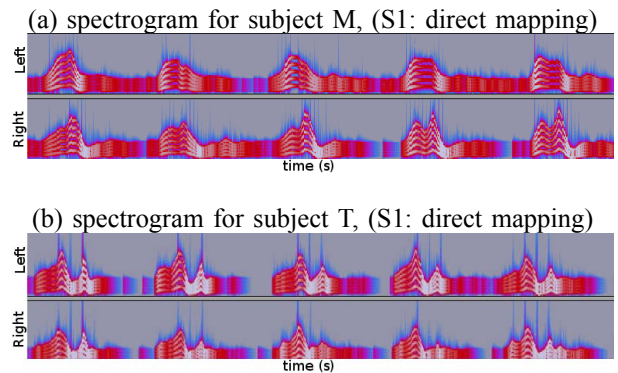 (a) spectrogram for subject M, (S1: direct mapping)
Left
Right
time (s)
(b) spectrogram for subject T, (S1: direct mapping)
Left
Right
time (s)